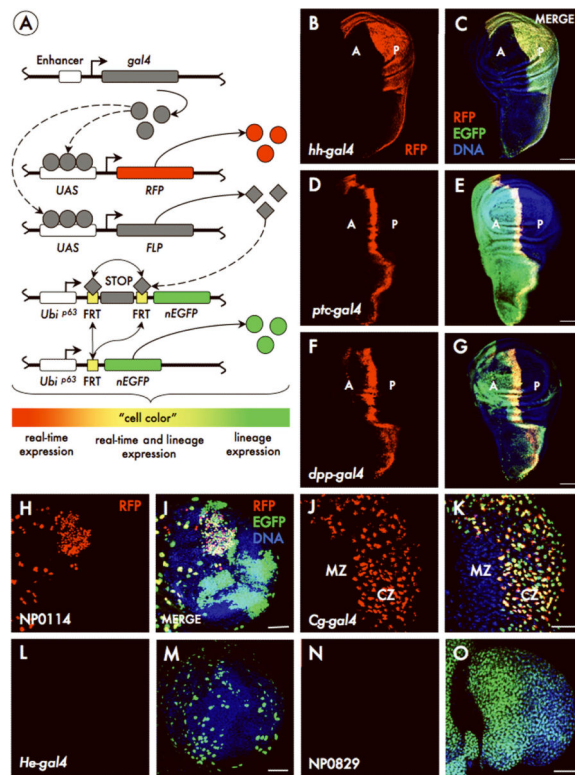 A
Enhancer
gal4
UAS
RFP
UAS
FLP
STOP
Ubi p63
FRT
FRT
nEGFP
Ubi p63
FRT
nEGFP
"cell color"
real-time
expression
real-time and lineage
expression
lineage
expression
B
A
P
hh-gal4
RFP
C
MERGE
A
P
RFP
EGFP
DNA
D
A
P
ptc-gal4
E
A
P
F
A
P
dpp-gal4
G
A
P
H
RFP
NP0114
I
RFP
EGFP
DNA
MERGE
J
MZ
CZ
Cg-gal4
K
MZ
CZ
L
He-gal4
M
N
NP0829
O